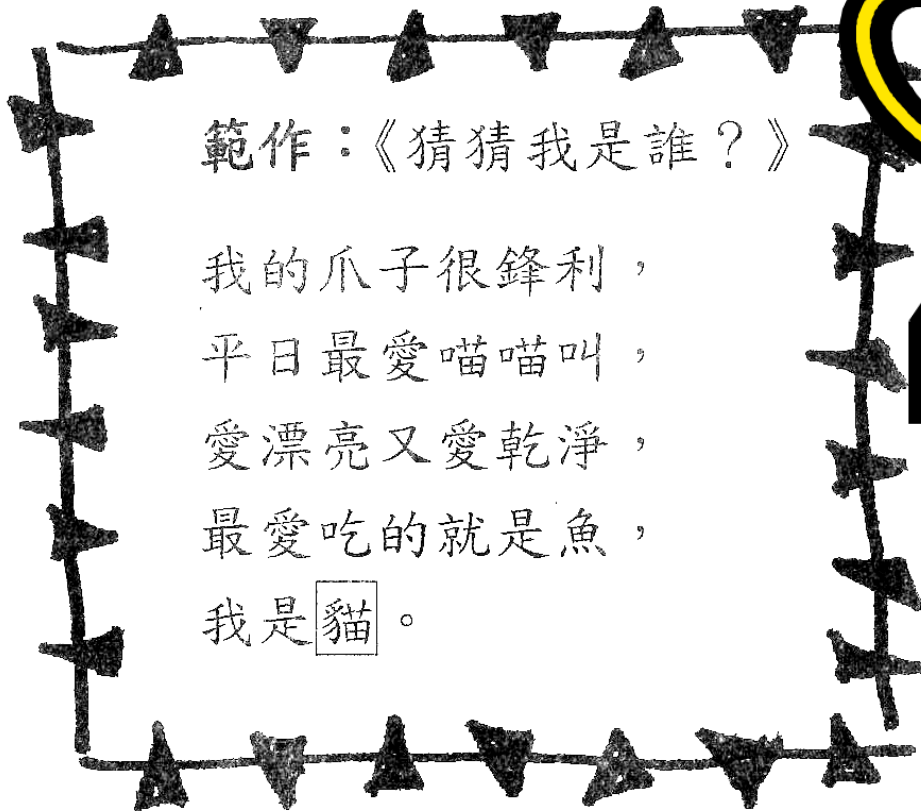 範作：《猜猜我是誰？》
我的爪子很鋒利，
平日最愛喵喵叫，
愛漂亮又愛乾淨，
最愛吃的就是魚，
我是貓。